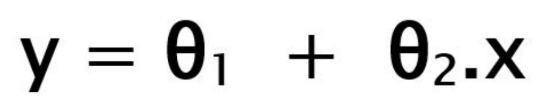 y = θ₁ + θ₂.x